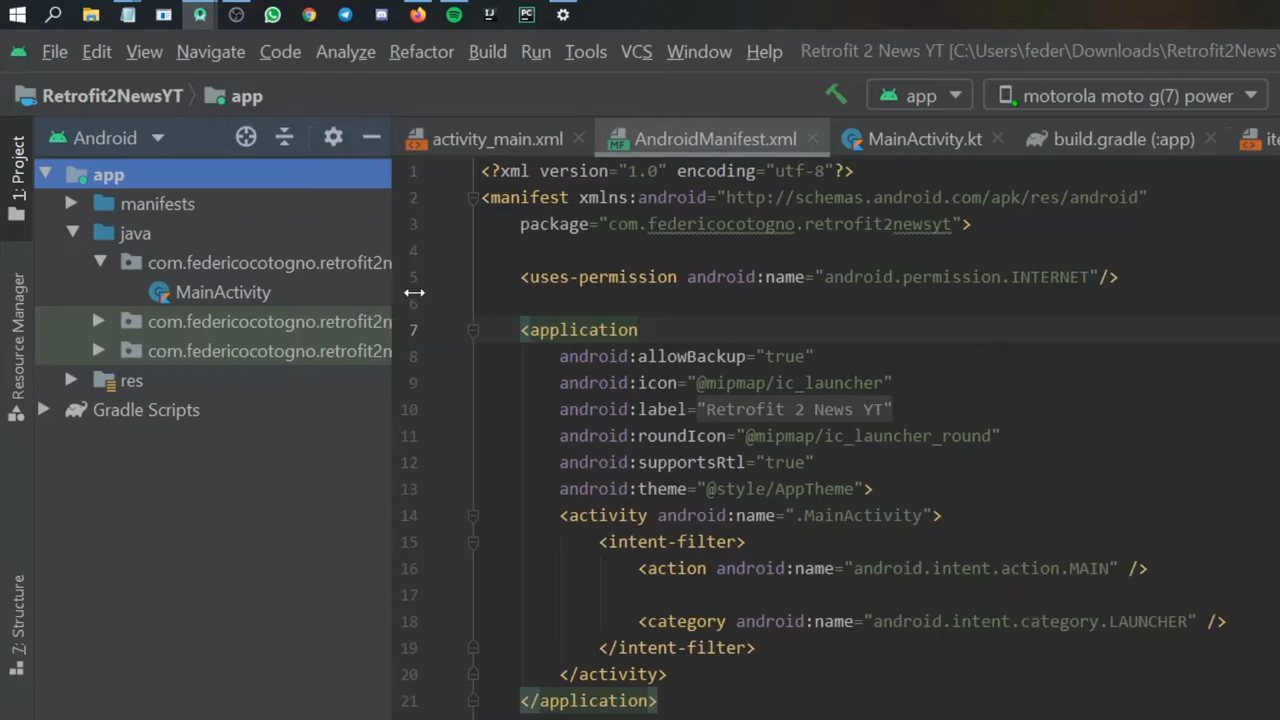 File Edit View Navigate Code Analyze Refactor Build Run Tools VCS Window Help Retrofit 2 News YT [C:\Users\feder\Downloads\Retrofit2NewsY
Retrofit2NewsYT app app motorola moto g(7) power
Android activity_main.xml AndroidManifest.xml MainActivity.kt build.gradle (:app) ite
1: Project
Resource Manager
7: Structure
app
manifests
java
com.federicocotogno.retrofit2n
MainActivity
com.federicocotogno.retrofit2n
com.federicocotogno.retrofit2n
res
Gradle Scripts
1 <?xml version="1.0" encoding="utf-8"?>
2 <manifest xmlns:android="http://schemas.android.com/apk/res/android"
3 package="com.federicocotogno.retrofit2newsyt">
4
5 <uses-permission android:name="android.permission.INTERNET"/>
6
7 <application
8 android:allowBackup="true"
9 android:icon="@mipmap/ic_launcher"
10 android:label="Retrofit 2 News YT"
11 android:roundIcon="@mipmap/ic_launcher_round"
12 android:supportsRtl="true"
13 android:theme="@style/AppTheme">
14 <activity android:name=".MainActivity">
15 <intent-filter>
16 <action android:name="android.intent.action.MAIN" />
17
18 <category android:name="android.intent.category.LAUNCHER" />
19 </intent-filter>
20 </activity>
21 </application>